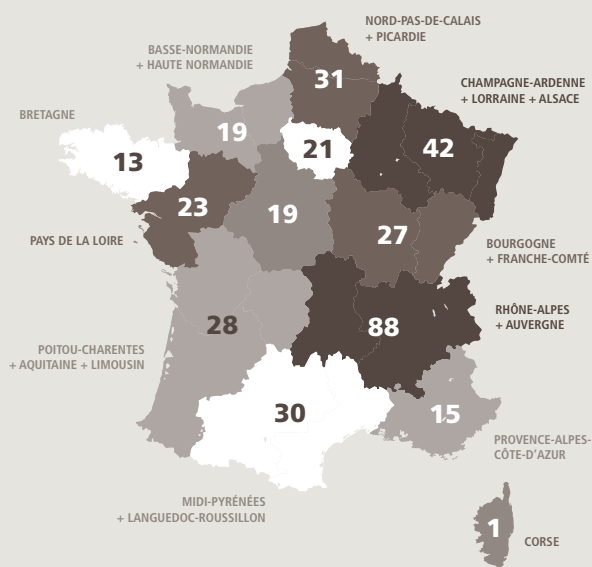 NORD-PAS-DE-CALAIS
+ PICARDIE
BASSE-NORMANDIE
+ HAUTE NORMANDIE
31
CHAMPAGNE-ARDENNE
+ LORRAINE + ALSACE
BRETAGNE
19
21
42
13
23
19
27
PAYS DE LA LOIRE
BOURGOGNE
+ FRANCHE-COMTÉ
RHÔNE-ALPES
+ AUVERGNE
28
88
POITOU-CHARENTES
+ AQUITAINE + LIMOUSIN
30
15
PROVENCE-ALPES-
CÔTE-D'AZUR
MIDI-PYRÉNÉES
+ LANGUEDOC-ROUSSILLON
1
CORSE